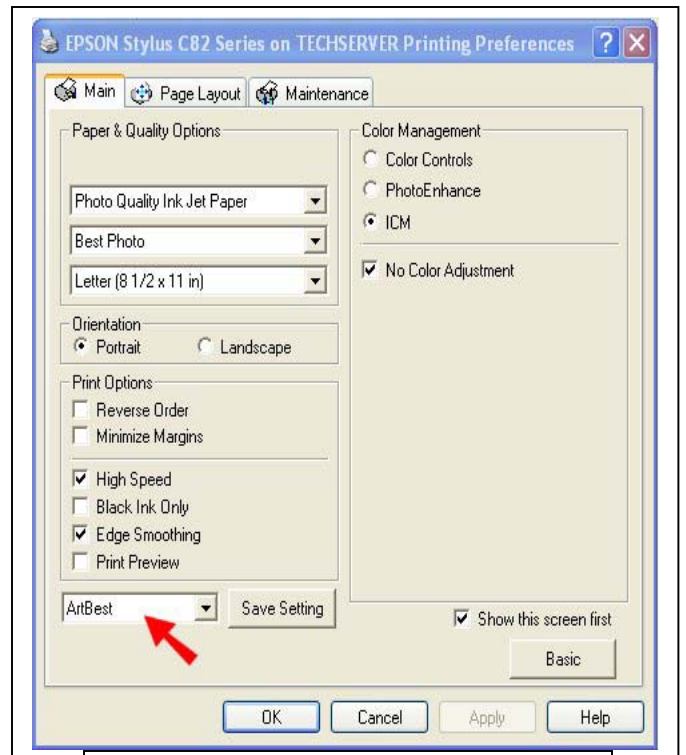 EPSON Stylus C82 Series on TECHSERVER Printing Preferences
Main
Page Layout
Maintenance
Paper & Quality Options
Photo Quality Ink Jet Paper
Best Photo
Letter (8 1/2 x 11 in)
Orientation
Portrait
Landscape
Print Options
Reverse Order
Minimize Margins
High Speed
Black Ink Only
Edge Smoothing
Print Preview
ArtBest
Save Setting
Color Management
Color Controls
PhotoEnhance
ICM
No Color Adjustment
Show this screen first
Basic
OK
Cancel
Apply
Help